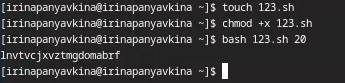 [irinapanyavkina@irinapanyavkina ~]$ touch 123.sh
[irinapanyavkina@irinapanyavkina ~]$ chmod +x 123.sh
[irinapanyavkina@irinapanyavkina ~]$ bash 123.sh 20
lnvtvcjxvztmgdomabrf
[irinapanyavkina@irinapanyavkina ~]$